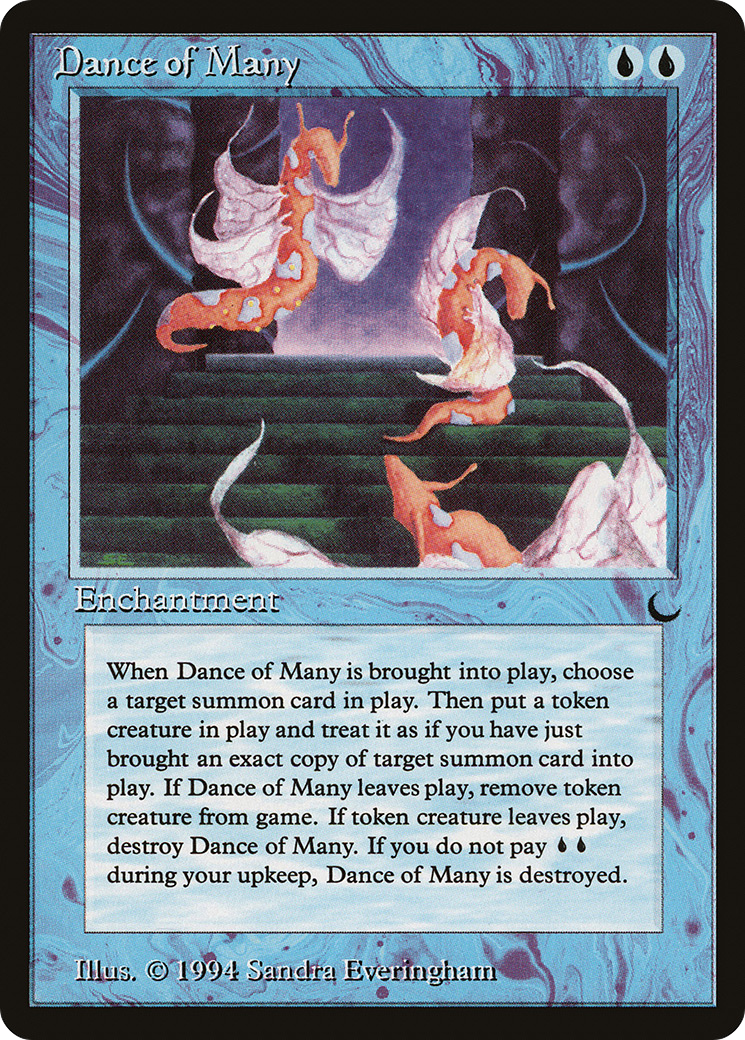 Dance of Many
Enchantment
When Dance of Many is brought into play, choose
a target summon card in play. Then put a token
creature in play and treat it as if you have just
brought an exact copy of target summon card into
play. If Dance of Many leaves play, remove token
creature from game. If token creature leaves play,
destroy Dance of Many. If you do not pay
during your upkeep, Dance of Many is destroyed.
Illus. © 1994 Sandra Everingham